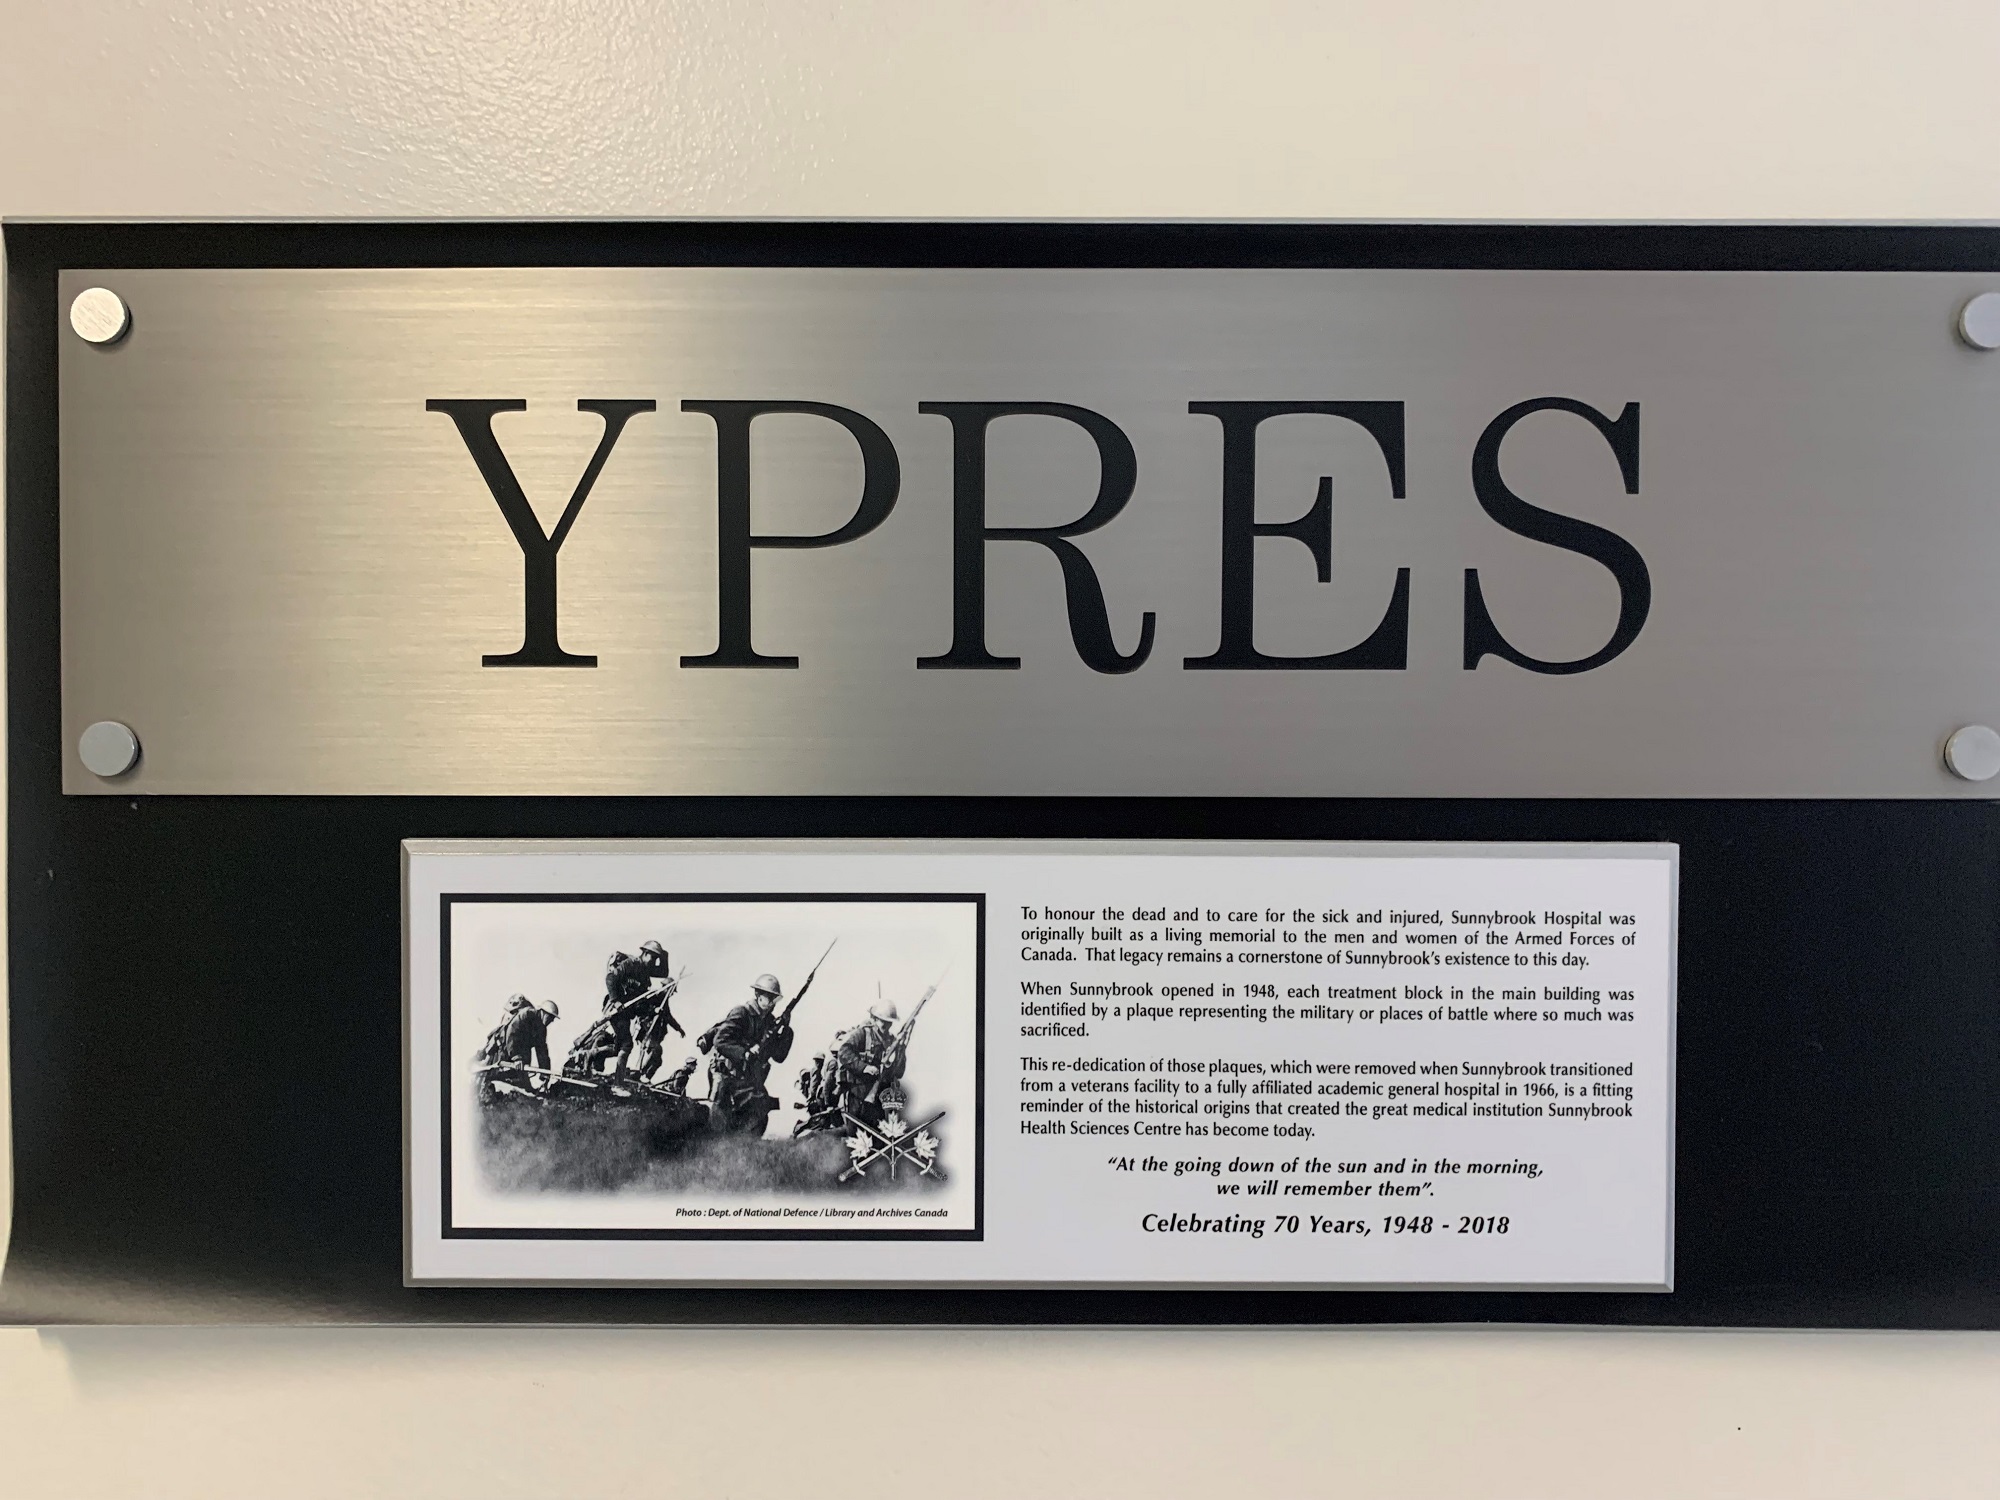 YPRES
To honour the dead and to care for the sick and injured, Sunnybrook Hospital was
originally built as a living memorial to the men and women of the Armed Forces of
Canada. That legacy remains a cornerstone of Sunnybrook's existence to this day.
When Sunnybrook opened in 1948, each treatment block in the main building was
identified by a plaque representing the military or places of battle where so much was
sacrificed.
This re-dedication of those plaques, which were removed when Sunnybrook transitioned
from a veterans facility to a fully affiliated academic general hospital in 1966, is a fitting
reminder of the historical origins that created the great medical institution Sunnybrook
Health Sciences Centre has become today.
“At the going down of the sun and in the morning,
we will remember them”.
Celebrating 70 Years, 1948 - 2018
Photo : Dept. of National Defence / Library and Archives Canada